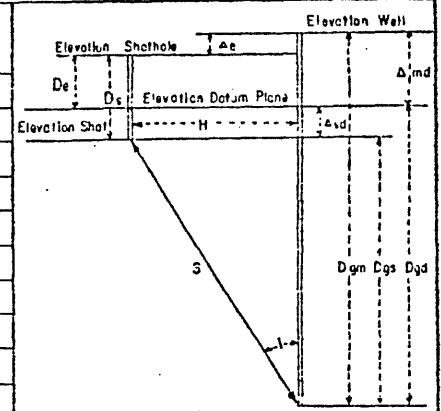 Elevation Well
Elevation Shothole
Δe
De
Ds
Δmd
Elevation Datum Plane
Elevation Shot
H
Δsd
S
Dgm
Dgs
Dgd
I